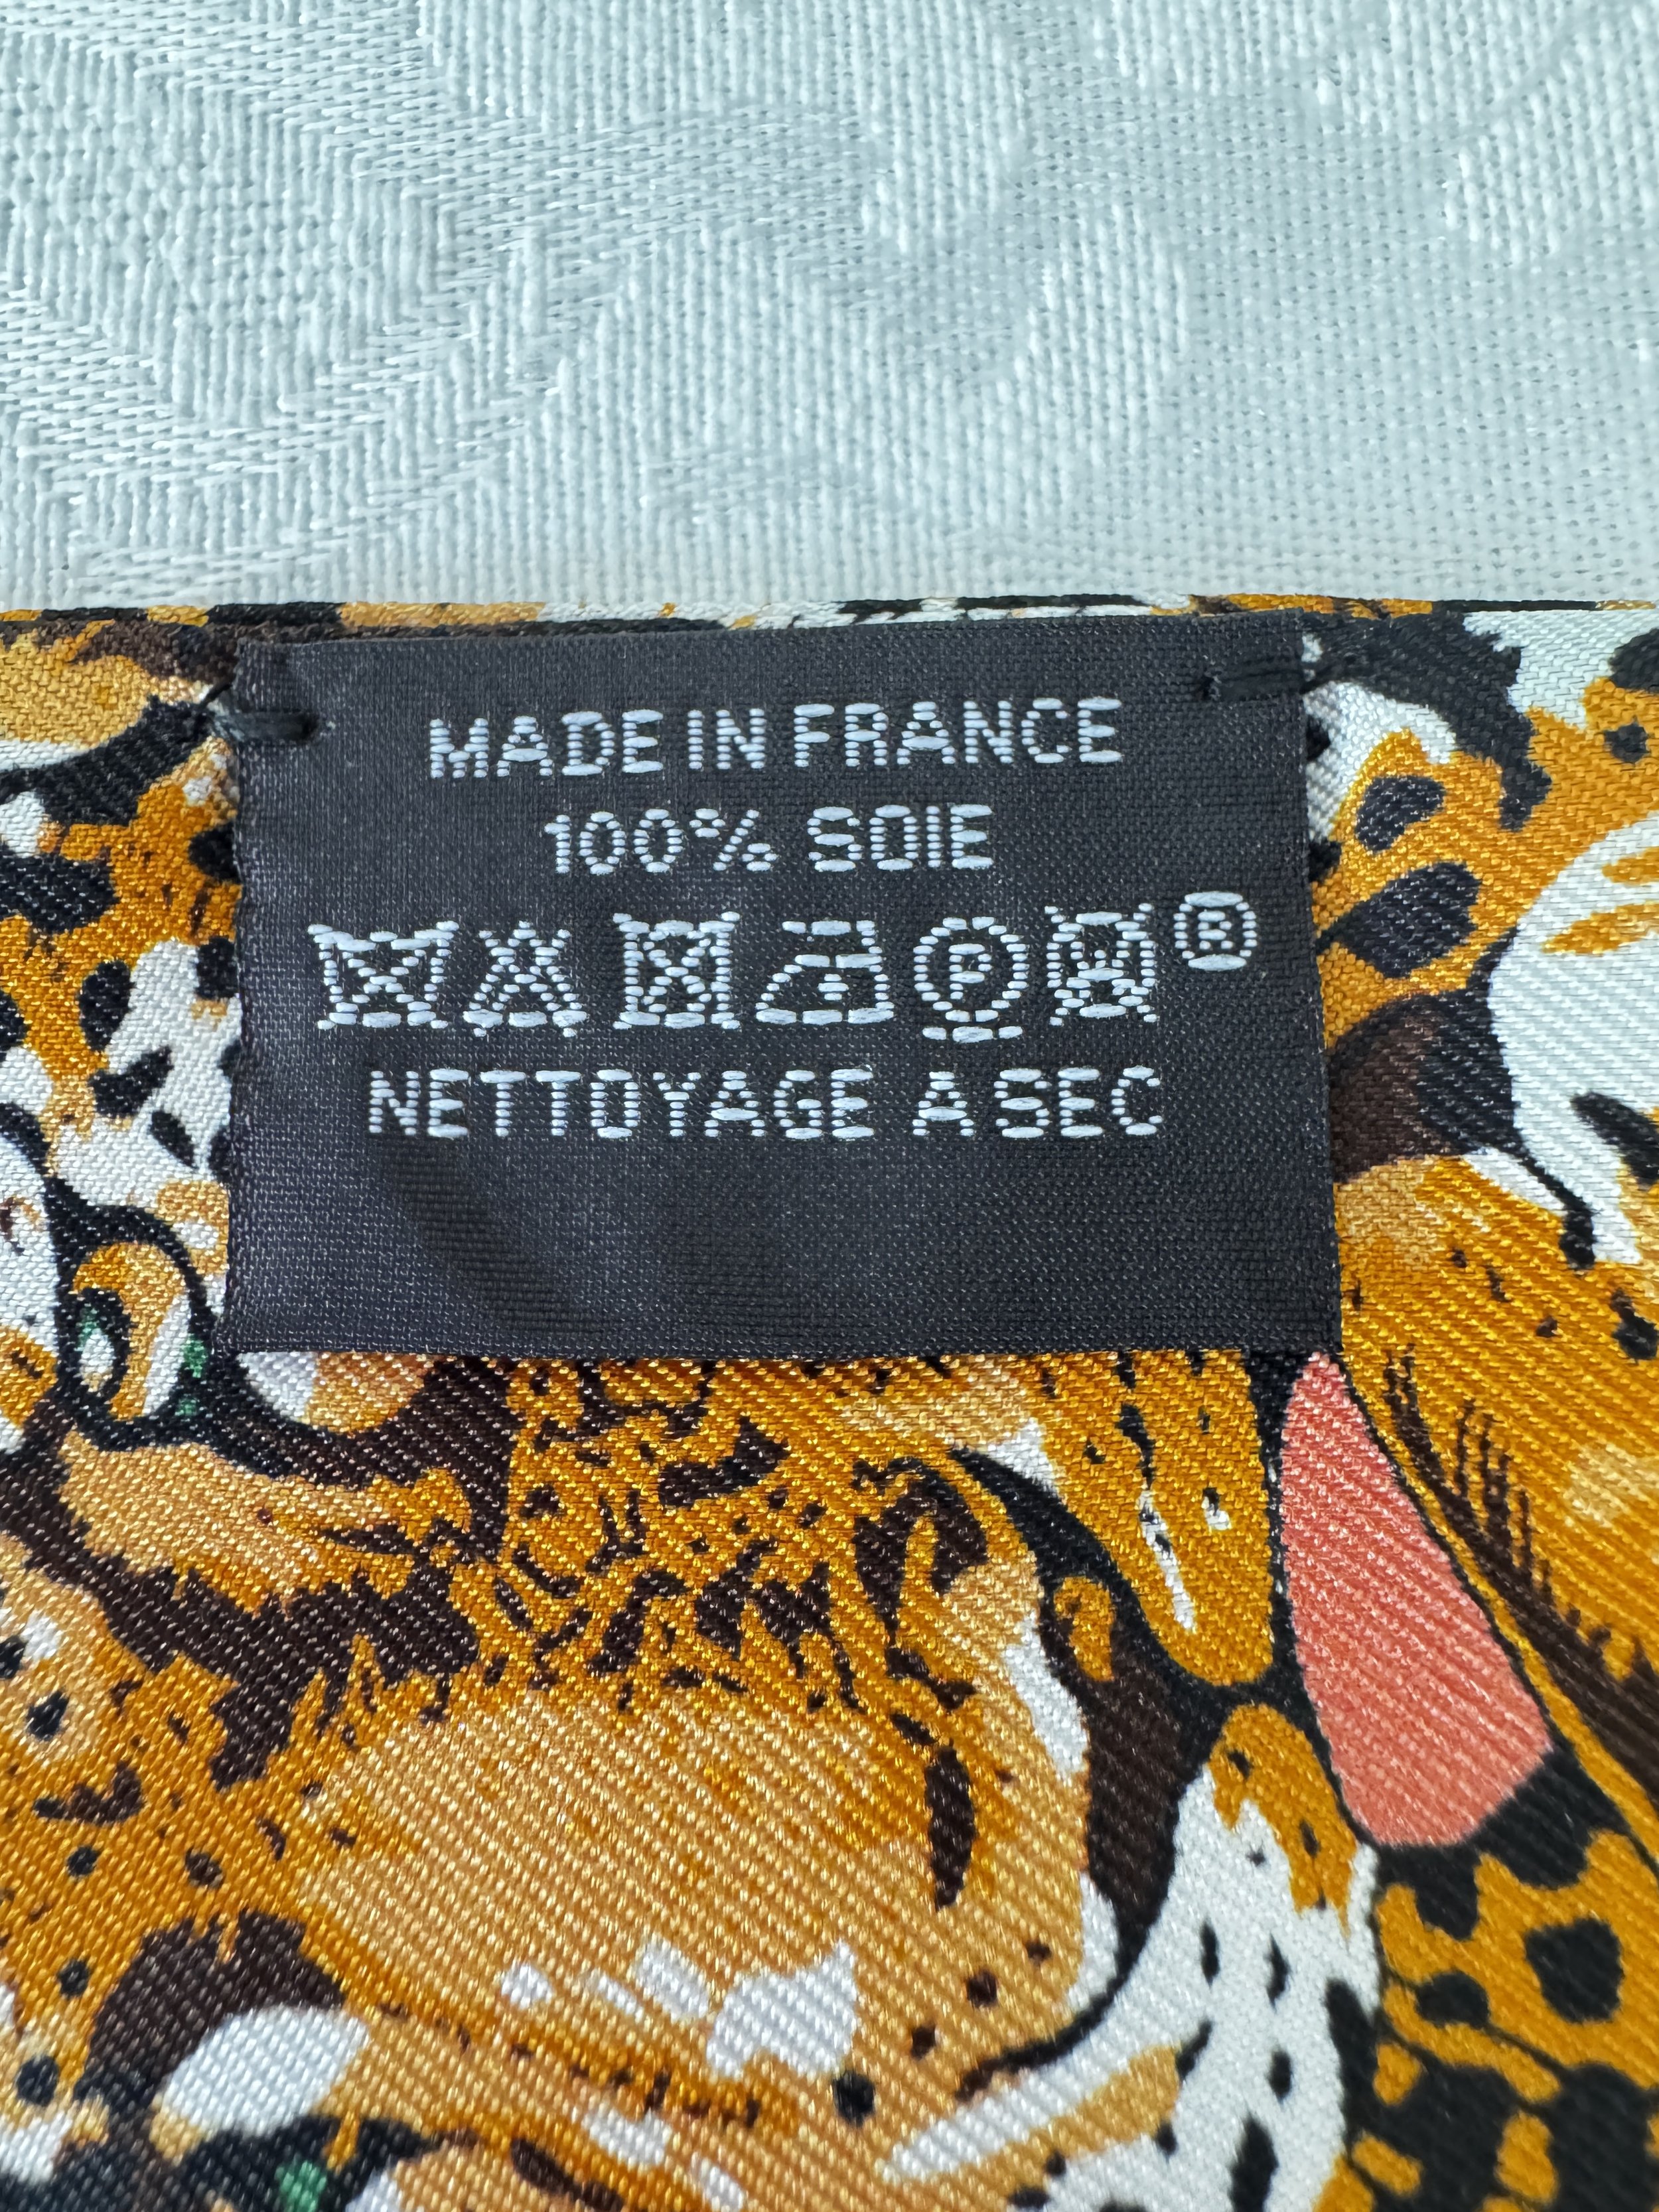 MADE IN FRANCE
100% SOIE
P W ®
NETTOYAGE A SEC